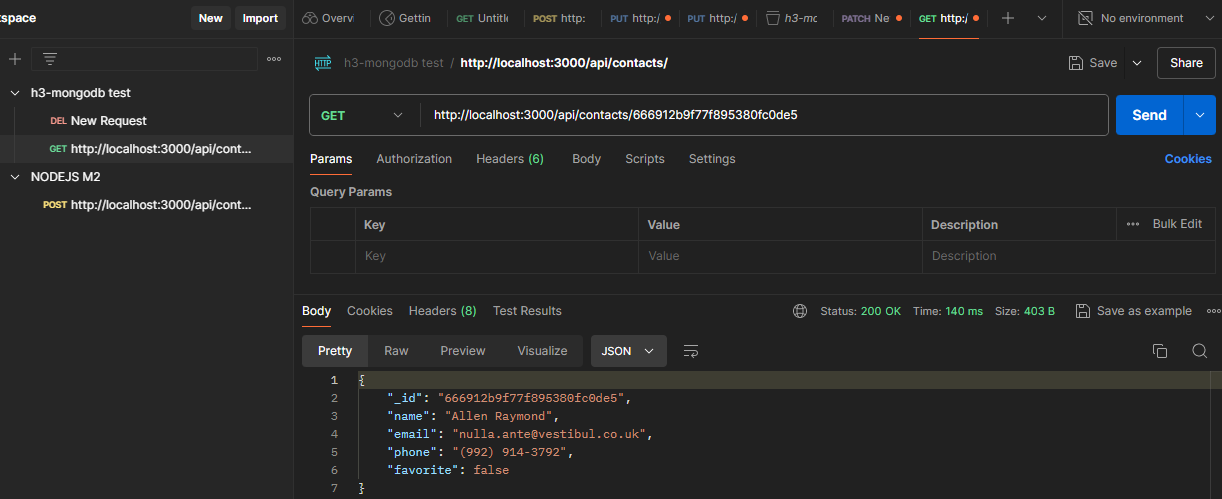 tspace New Import Overvi Gettin GET Untitle POST http: PUT http:/ PUT http:/ h3-mc PATCH Ne GET http:/ No environment
h3-mongodb test / http://localhost:3000/api/contacts/ Save Share
h3-mongodb test
DEL New Request
GET http://localhost:3000/api/cont...
NODEJS M2
POST http://localhost:3000/api/cont...
GET http://localhost:3000/api/contacts/666912b9f77f895380fc0de5 Send
Params Authorization Headers (6) Body Scripts Settings Cookies
Query Params
Key Value Description Bulk Edit
Key Value Description
Body Cookies Headers (8) Test Results Status: 200 OK Time: 140 ms Size: 403 B Save as example
Pretty Raw Preview Visualize JSON
1 {
2 "_id": "666912b9f77f895380fc0de5",
3 "name": "Allen Raymond",
4 "email": "nulla.ante@vestibul.co.uk",
5 "phone": "(992) 914-3792",
6 "favorite": false
7 }